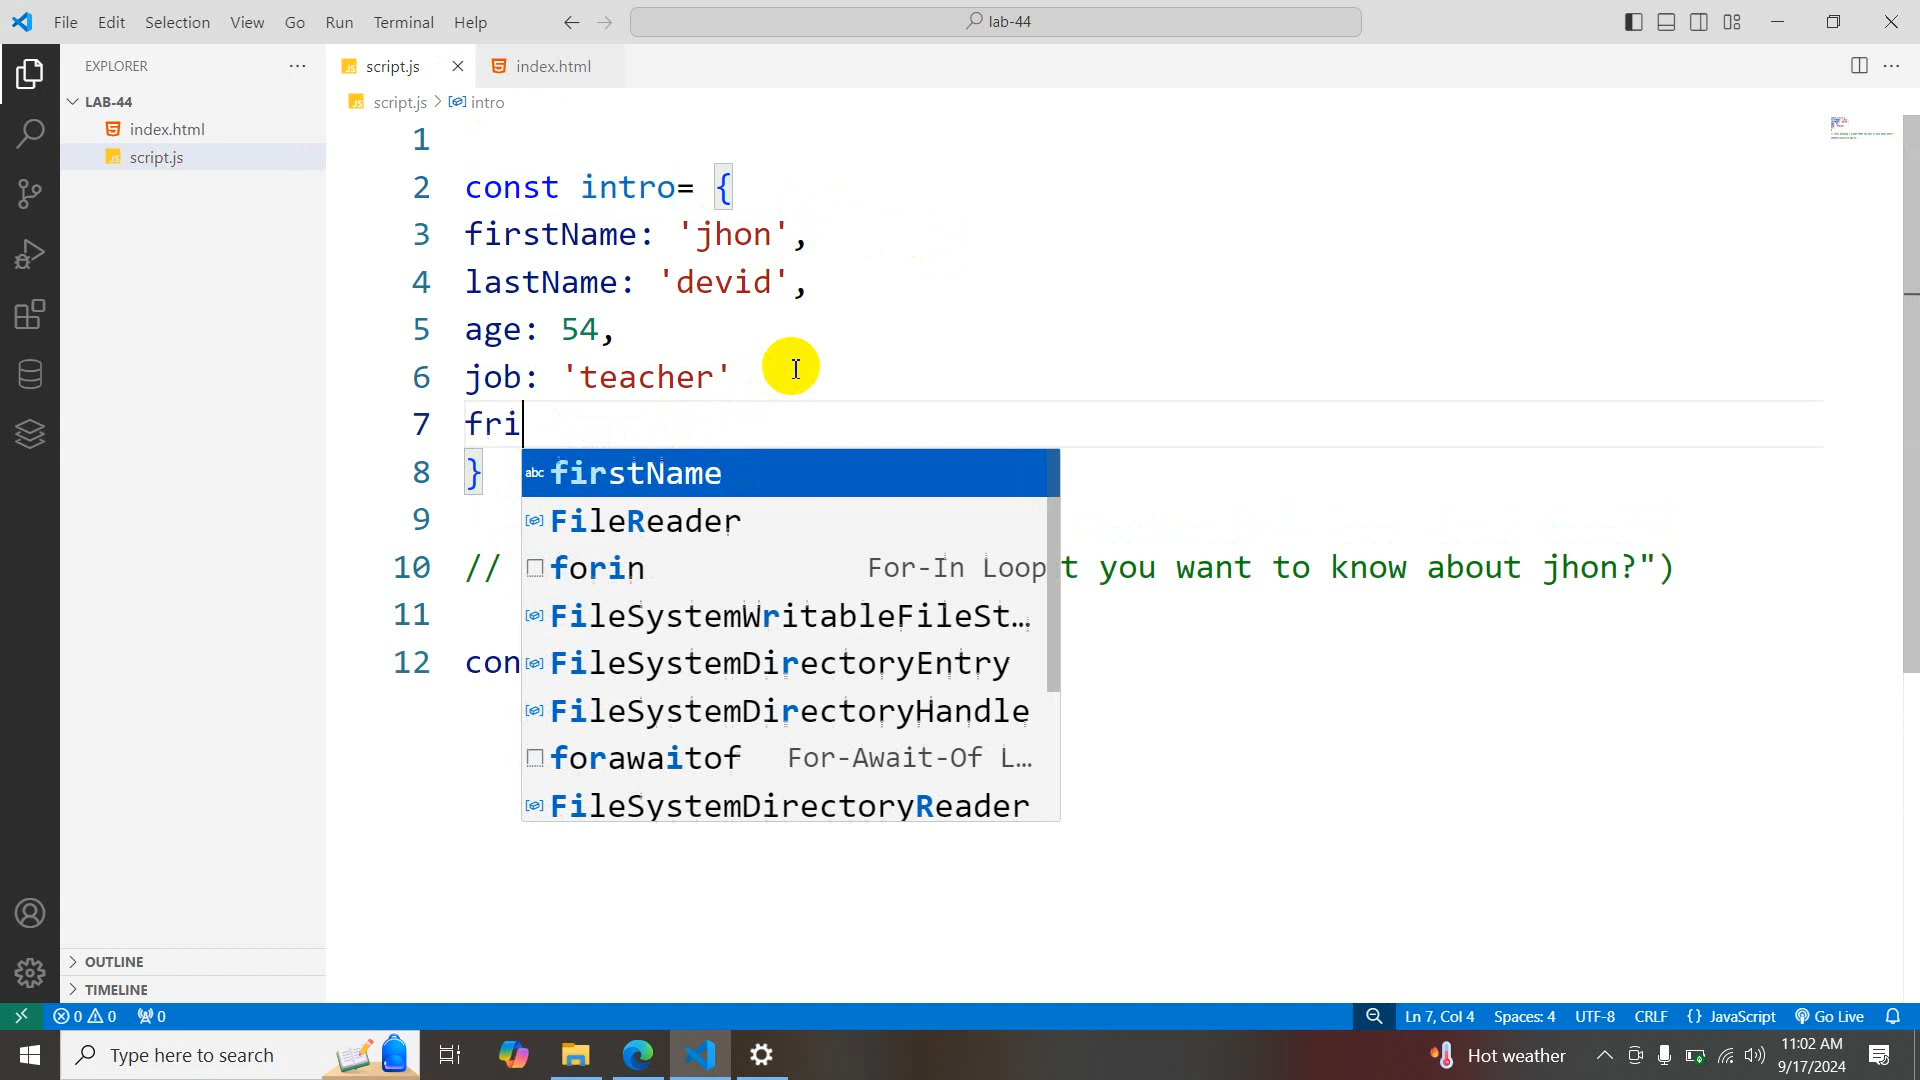 File Edit Selection View Go Run Terminal Help
lab-44
EXPLORER
LAB-44
index.html
script.js
OUTLINE
TIMELINE
script.js
index.html
script.js > intro
1
2 const intro= {
3 firstName: 'jhon',
4 lastName: 'devid',
5 age: 54,
6 job: 'teacher'
7 fri
8 }
9
10 // t you want to know about jhon?")
11
12 con
abc firstName
FileReader
forin For-In Loop
FileSystemWritableFileSt…
FileSystemDirectoryEntry
FileSystemDirectoryHandle
forawaitof For-Await-Of L…
FileSystemDirectoryReader
0 0 0
Ln 7, Col 4 Spaces: 4 UTF-8 CRLF {} JavaScript Go Live
Type here to search
Hot weather
11:02 AM
9/17/2024